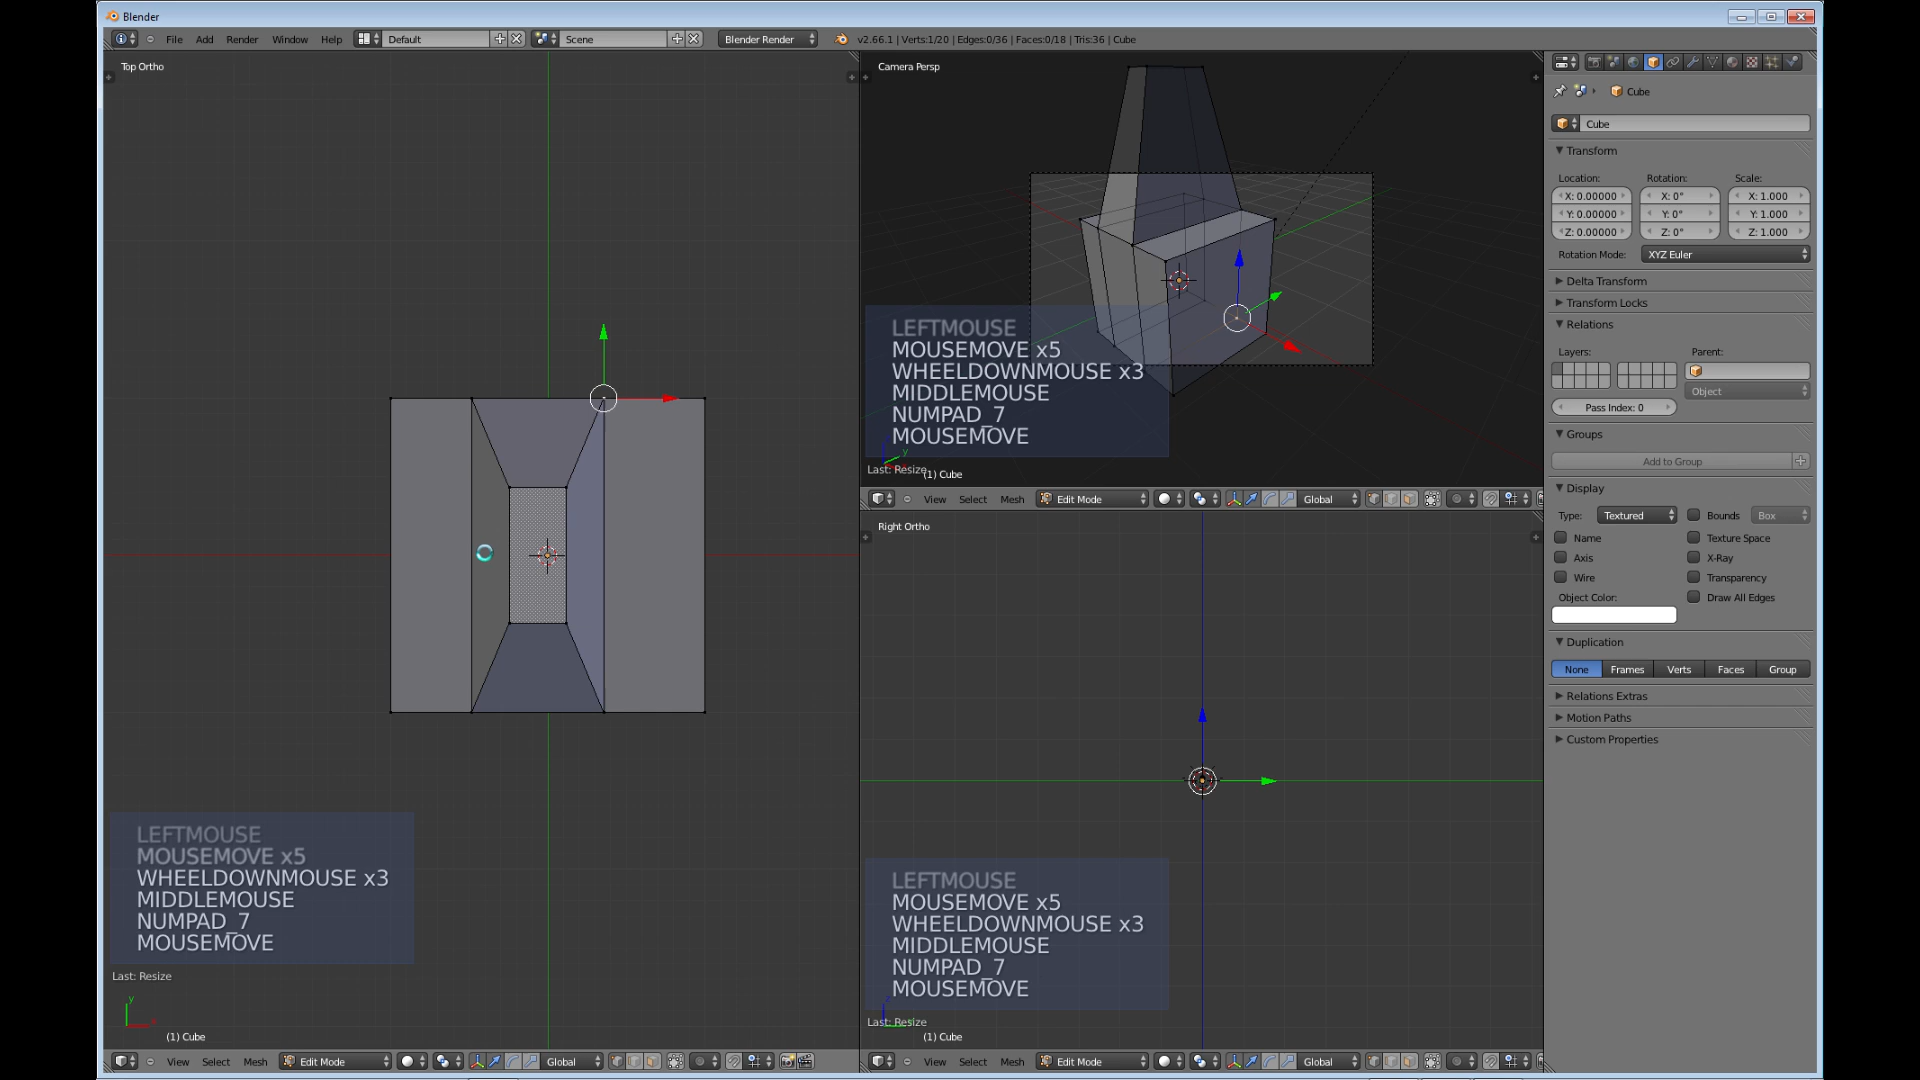 Blender
File Add Render Window Help Default Scene Blender Render v2.66.1 | Verts:1/20 | Edges:0/36 | Faces:0/18 | Tris:36 | Cube
Top Ortho
LEFTMOUSE
MOUSEMOVE x5
WHEELDOWNMOUSE x3
MIDDLEMOUSE
NUMPAD_7
MOUSEMOVE
Last: Resize
y
(1) Cube
View Select Mesh Edit Mode Global
Camera Persp
LEFTMOUSE
MOUSEMOVE x5
WHEELDOWNMOUSE x3
MIDDLEMOUSE
NUMPAD_7
MOUSEMOVE
y
Last: Resize
(1) Cube
View Select Mesh Edit Mode Global
Right Ortho
LEFTMOUSE
MOUSEMOVE x5
WHEELDOWNMOUSE x3
MIDDLEMOUSE
NUMPAD_7
MOUSEMOVE
Last: Resize
(1) Cube
View Select Mesh Edit Mode Global
Cube
Cube
Transform
Location: Rotation: Scale:
X: 0.00000 X: 0° X: 1.000
Y: 0.00000 Y: 0° Y: 1.000
Z: 0.00000 Z: 0° Z: 1.000
Rotation Mode: XYZ Euler
Delta Transform
Transform Locks
Relations
Layers: Parent:
Object
Pass Index: 0
Groups
Add to Group
Display
Type: Textured Bounds Box
Name Texture Space
Axis X-Ray
Wire Transparency
Object Color: Draw All Edges
Duplication
None Frames Verts Faces Group
Relations Extras
Motion Paths
Custom Properties